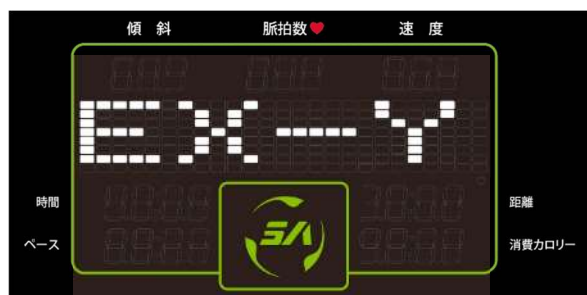 傾 斜 脈拍数❤ 速 度
EX-Y
時間 距離
ペース 消費カロリー
SA